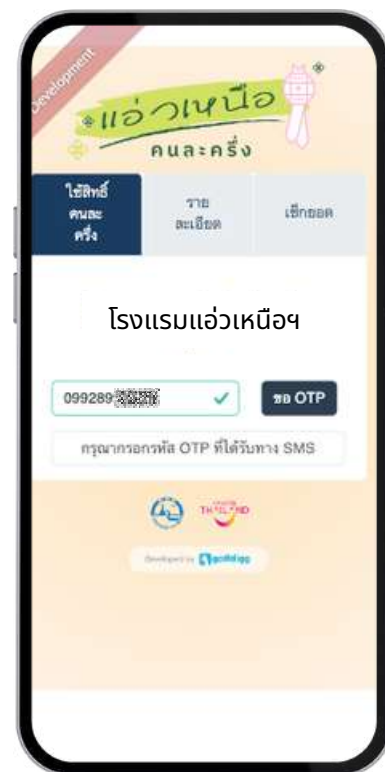 Development
แอ่วเหนือ
คนละครึ่ง
ใช้สิทธิ์
คนละ
ครึ่ง
ราย
ละเอียด
เช็กยอด
โรงแรมแอ่วเหนือฯ
099289
ขอ OTP
กรุณากรอกรหัส OTP ที่ได้รับทาง SMS
THAILAND
Developed by